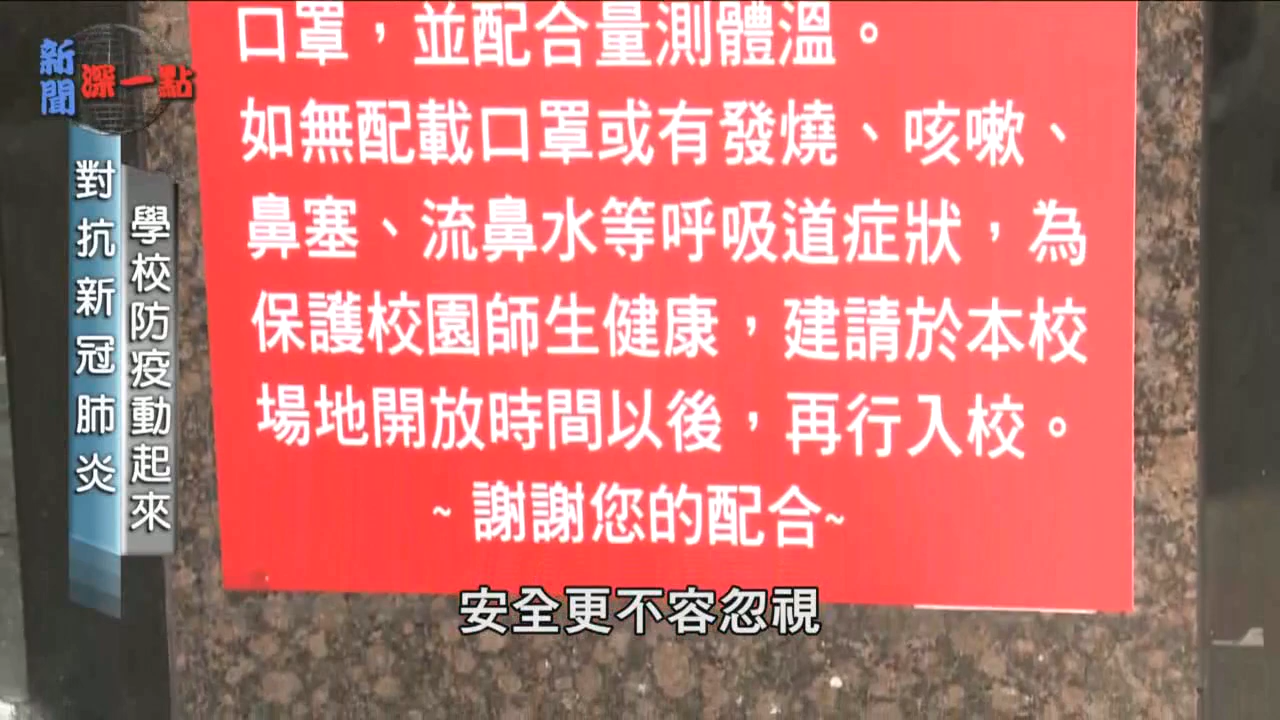 新聞
深一點
對抗新冠肺炎
學校防疫動起來
口罩，並配合量測體溫。
如無配載口罩或有發燒、咳嗽、
鼻塞、流鼻水等呼吸道症狀，為
保護校園師生健康，建請於本校
場地開放時間以後，再行入校。
~謝謝您的配合~
安全更不容忽視